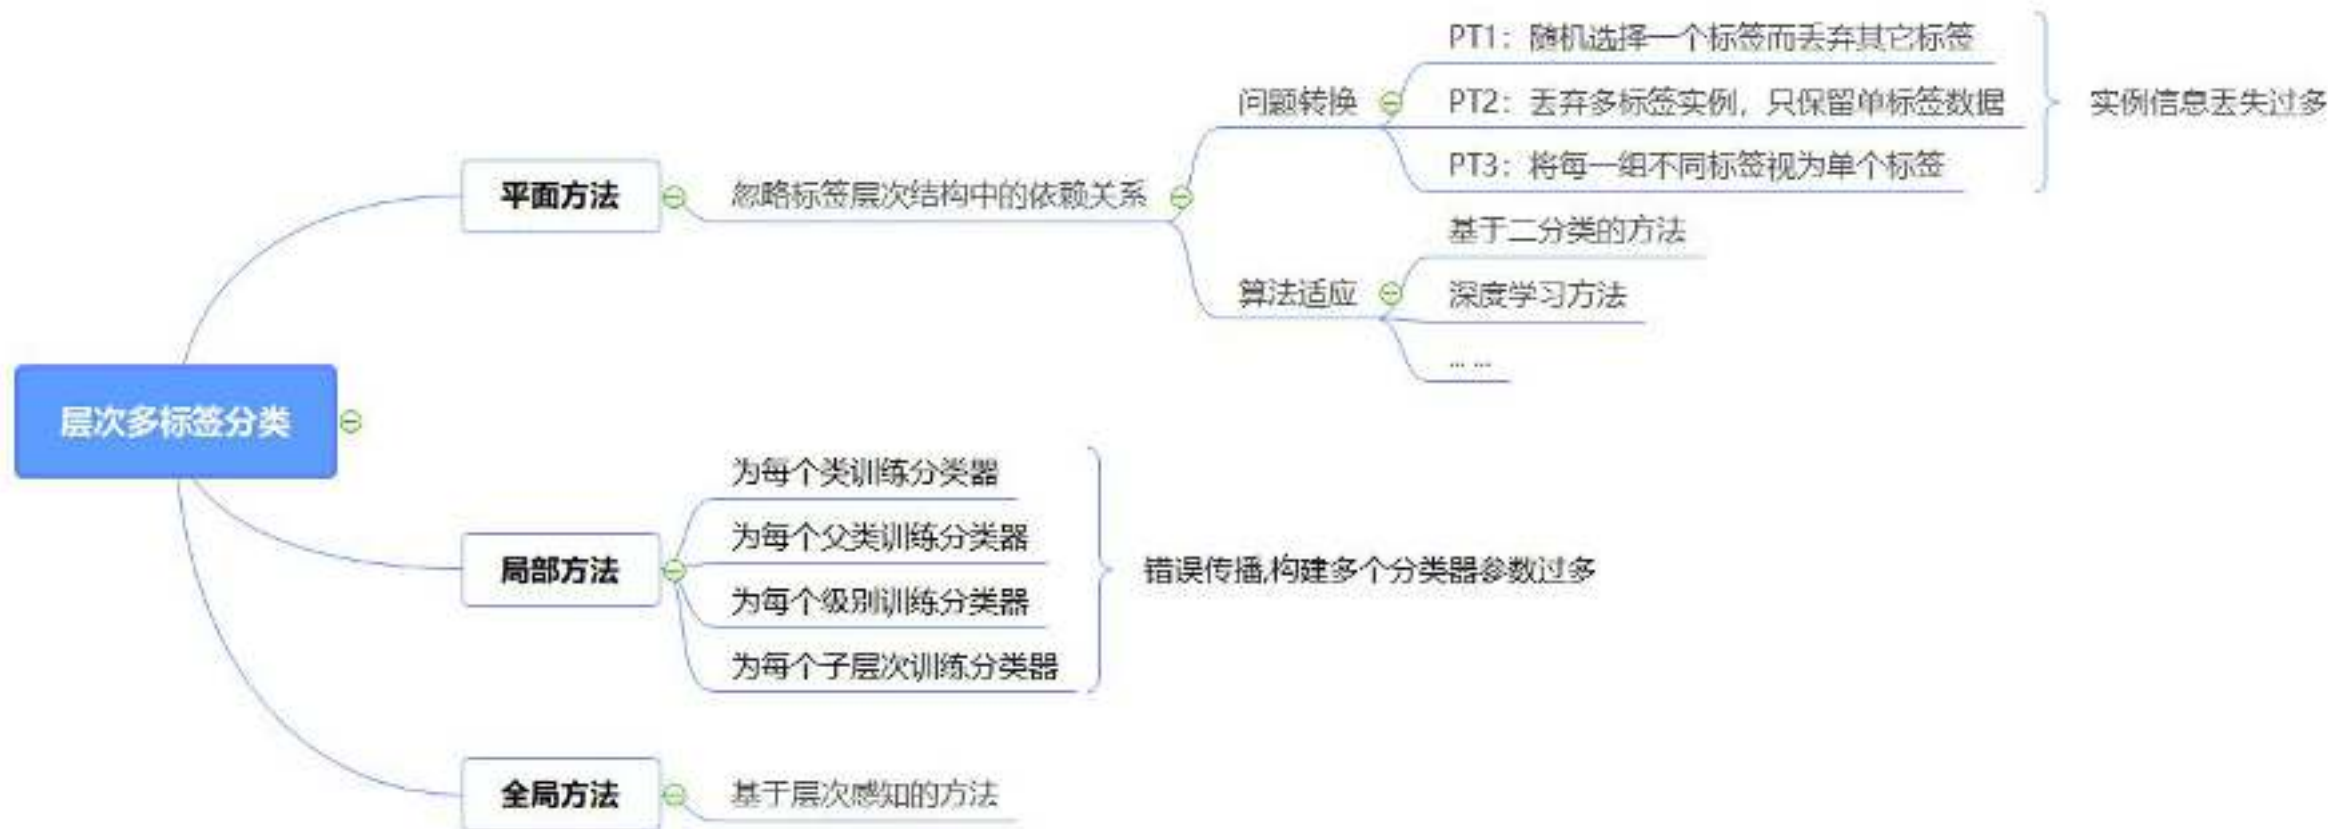 层次多标签分类
平面方法
忽略标签层次结构中的依赖关系
问题转换
PT1：随机选择一个标签而丢弃其它标签
PT2：丢弃多标签实例，只保留单标签数据
PT3：将每一组不同标签视为单个标签
实例信息丢失过多
算法适应
基于二分类的方法
深度学习方法
... ...
局部方法
为每个类训练分类器
为每个父类训练分类器
为每个级别训练分类器
为每个子层次训练分类器
错误传播,构建多个分类器参数过多
全局方法
基于层次感知的方法